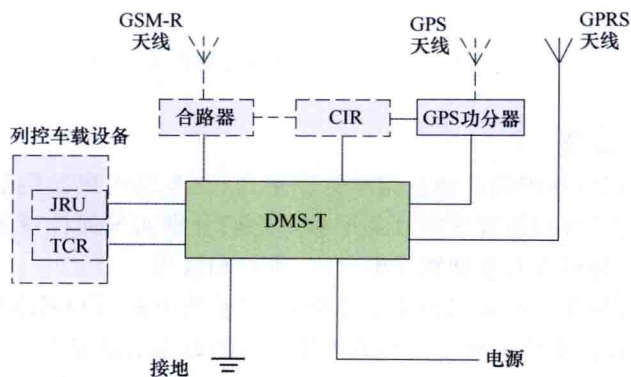 GSM-R
天线
GPS
天线
GPRS
天线
合路器
CIR
GPS功分器
列控车载设备
JRU
TCR
DMS-T
接地
电源